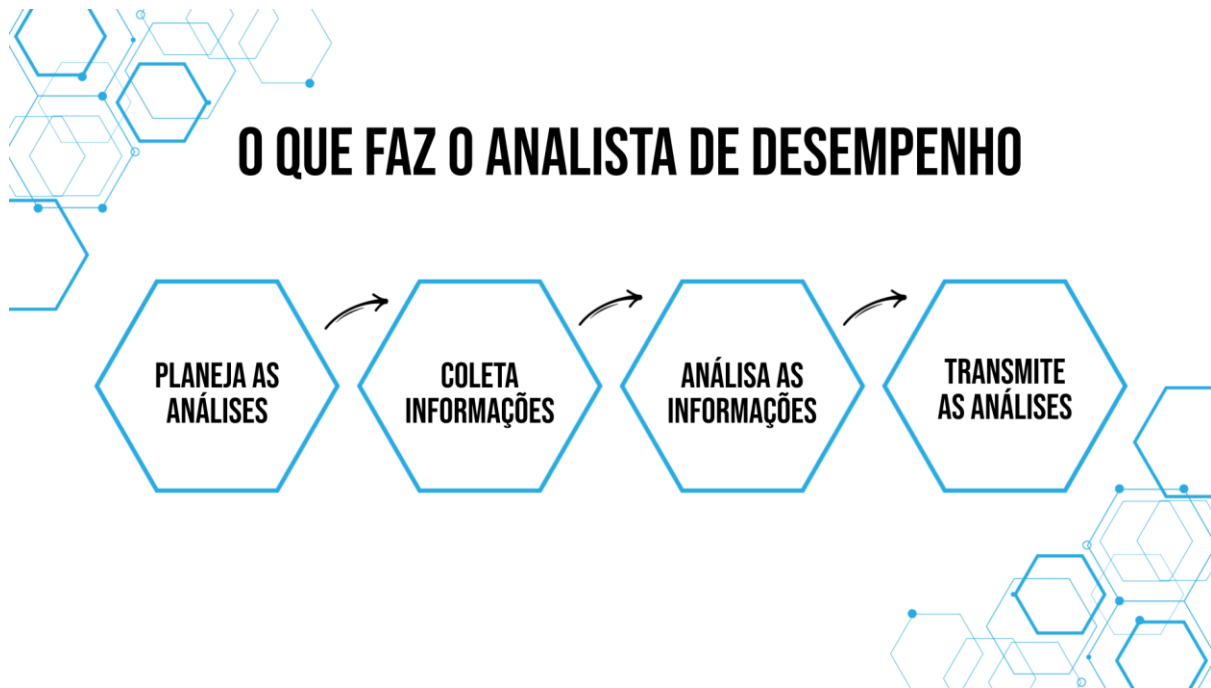 O QUE FAZ O ANALISTA DE DESEMPENHO
PLANEJA AS
ANÁLISES
COLETA
INFORMAÇÕES
ANÁLISA AS
INFORMAÇÕES
TRANSMITE
AS ANÁLISES